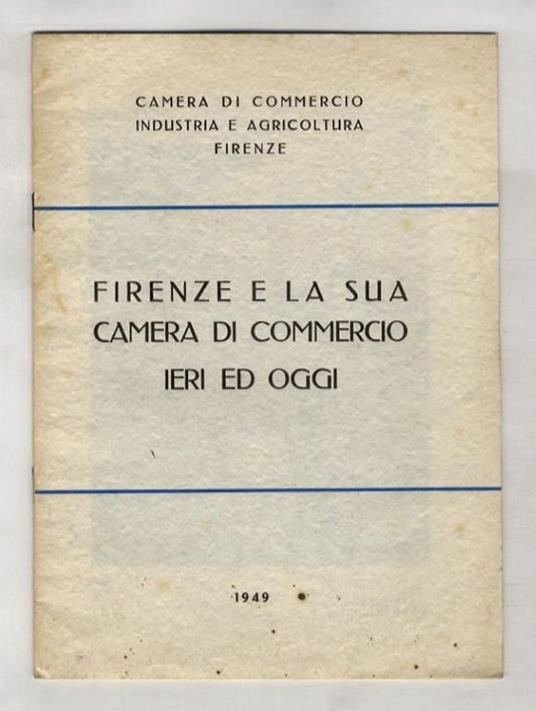 CAMERA DI COMMERCIO
INDUSTRIA E AGRICOLTURA
FIRENZE
FIRENZE E LA SUA
CAMERA DI COMMERCIO
IERI ED OGGI
1949